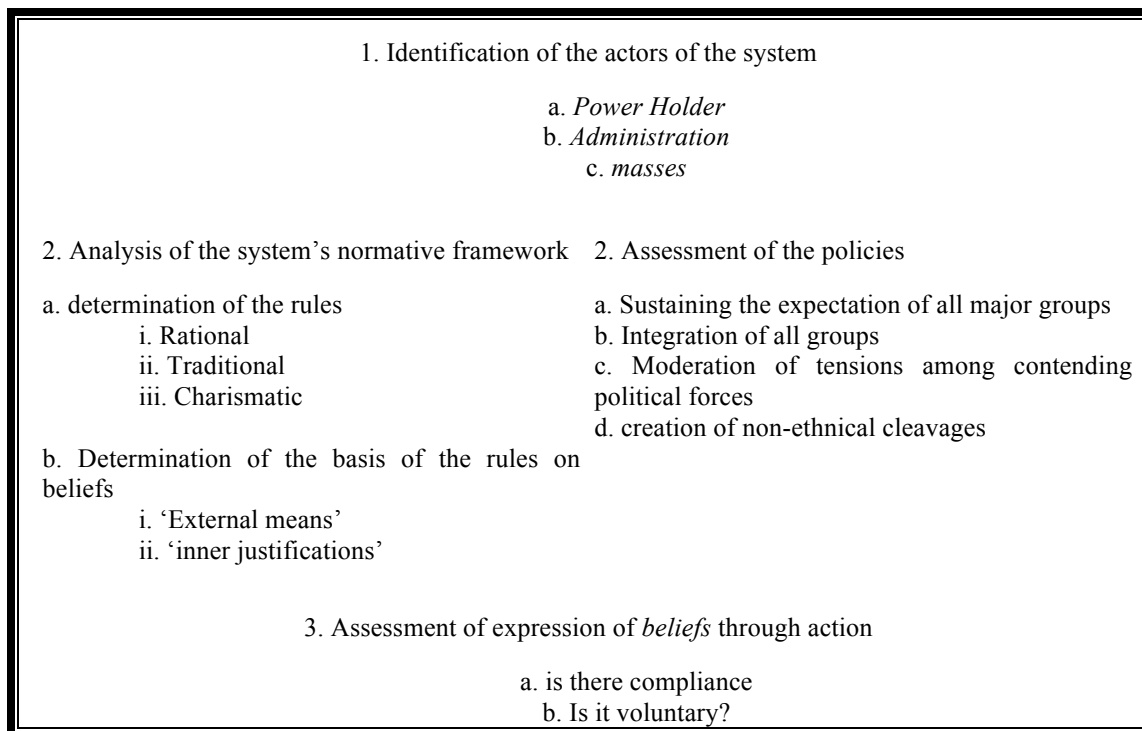 1. Identification of the actors of the system
a. Power Holder
b. Administration
c. masses
2. Analysis of the system’s normative framework
a. determination of the rules
i. Rational
ii. Traditional
iii. Charismatic
b. Determination of the basis of the rules on
beliefs
i. ‘External means’
ii. ‘inner justifications’
2. Assessment of the policies
a. Sustaining the expectation of all major groups
b. Integration of all groups
c. Moderation of tensions among contending
political forces
d. creation of non-ethnical cleavages
3. Assessment of expression of beliefs through action
a. is there compliance
b. Is it voluntary?